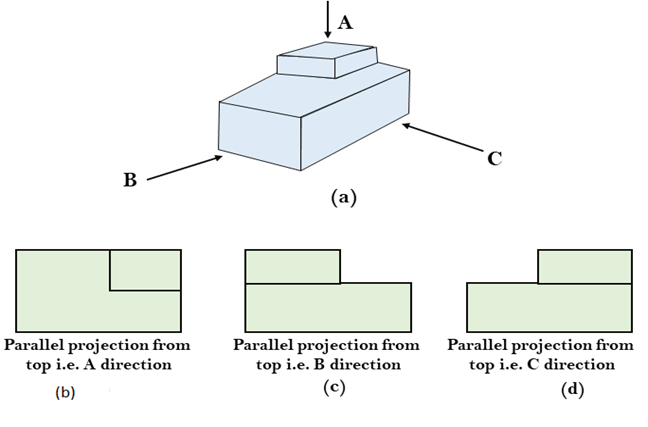 A
C
B
(a)
Parallel projection from
top i.e. A direction
(b)
Parallel projection from
top i.e. B direction
(c)
Parallel projection from
top i.e. C direction
(d)